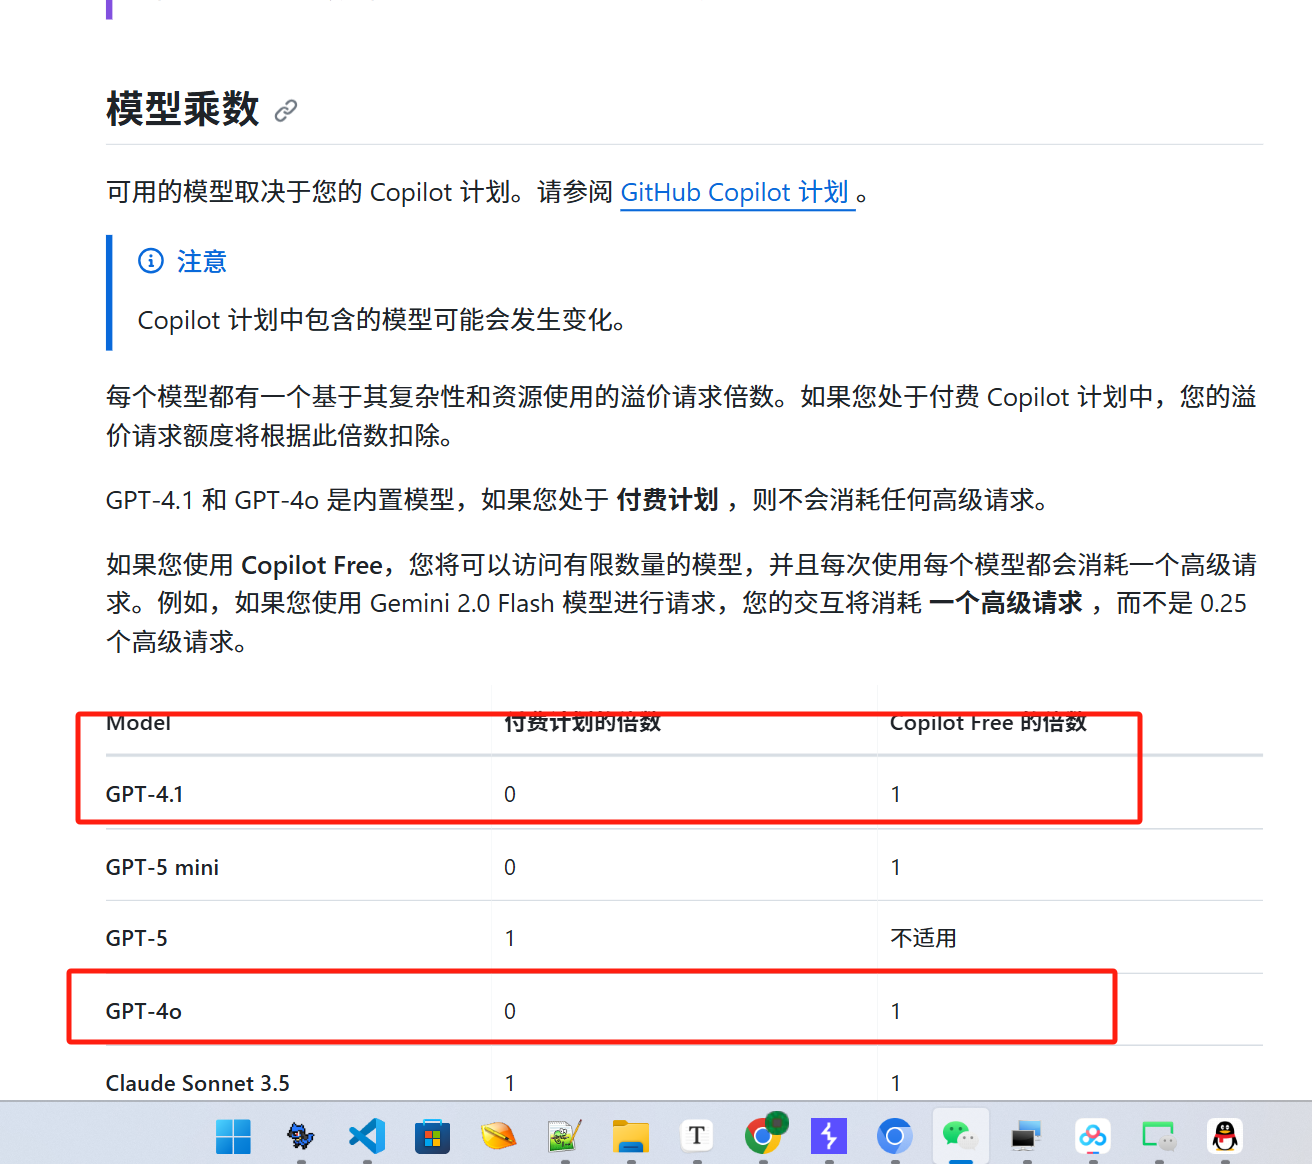 模型乘数
可用的模型取决于您的 Copilot 计划。请参阅 GitHub Copilot 计划 。
注意
Copilot 计划中包含的模型可能会发生变化。
每个模型都有一个基于其复杂性和资源使用的溢价请求倍数。如果您处于付费 Copilot 计划中，您的溢
价请求额度将根据此倍数扣除。
GPT-4.1 和 GPT-4o 是内置模型，如果您处于 付费计划 ，则不会消耗任何高级请求。
如果您使用 Copilot Free，您将可以访问有限数量的模型，并且每次使用每个模型都会消耗一个高级请
求。例如，如果您使用 Gemini 2.0 Flash 模型进行请求，您的交互将消耗 一个高级请求 ，而不是 0.25
个高级请求。
Model 付费计划的倍数 Copilot Free 的倍数
GPT-4.1 0 1
GPT-5 mini 0 1
GPT-5 1 不适用
GPT-4o 0 1
Claude Sonnet 3.5 1 1
T